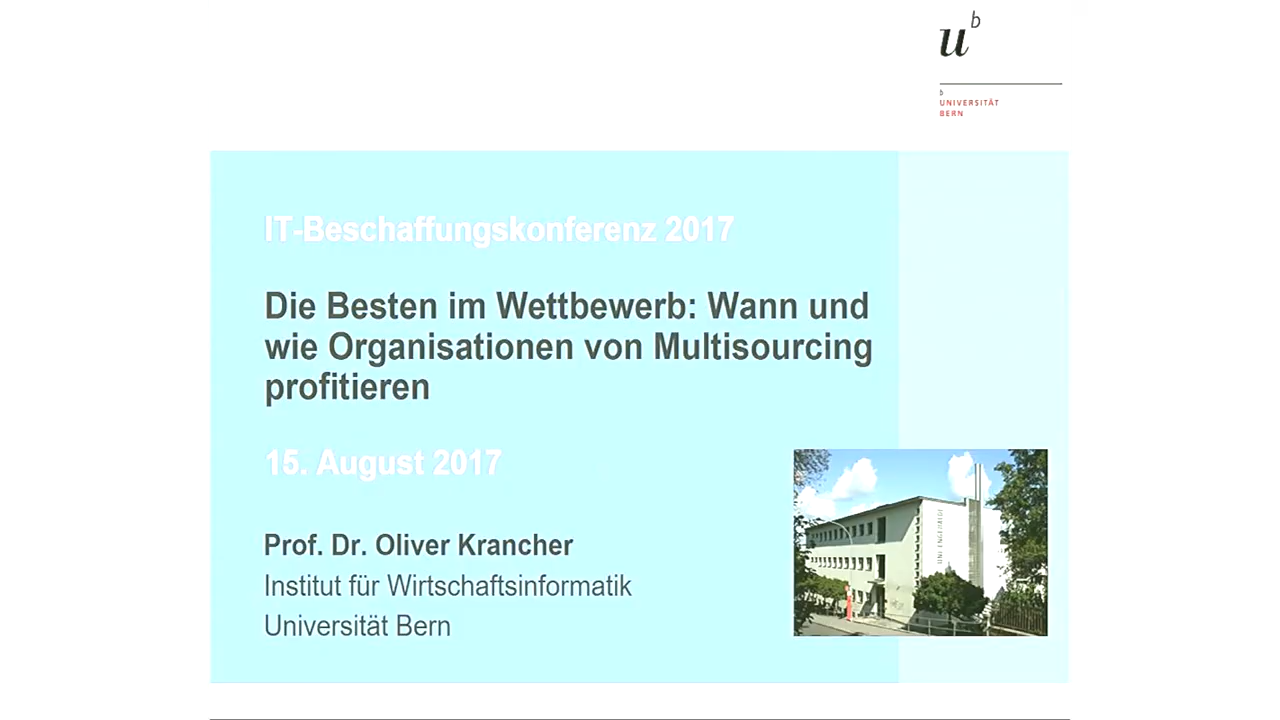 u
b
b
UNIVERSITÄT
BERN
IT-Beschaffungskonferenz 2017
Die Besten im Wettbewerb: Wann und
wie Organisationen von Multisourcing
profitieren
15. August 2017
Prof. Dr. Oliver Krancher
Institut für Wirtschaftsinformatik
Universität Bern